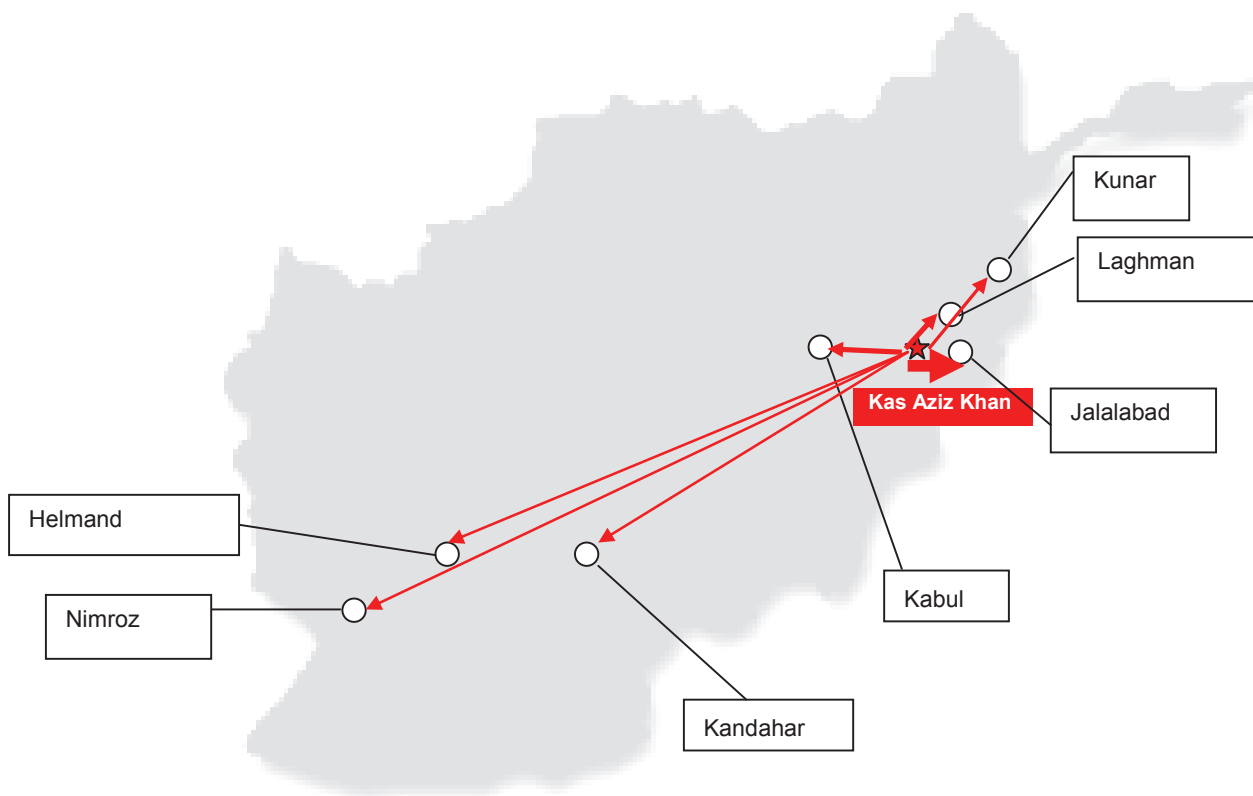 Kunar
Laghman
Kas Aziz Khan
Jalalabad
Helmand
Kabul
Nimroz
Kandahar